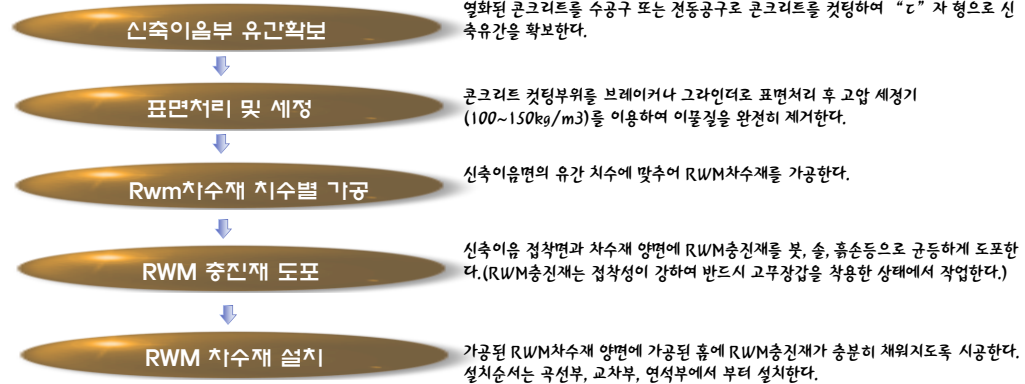 신축이음부 유간확보
열화된 콘크리트를 수공구 또는 전동공구로 콘크리트를 컷팅하여 “ㄷ”자 형으로 신
축유간을 확보한다.
표면처리 및 세정
콘크리트 컷팅부위를 브레이커나 그라인더로 표면처리 후 고압 세정기
(100~150kg/m3)를 이용하여 이물질을 완전히 제거한다.
Rwm차수재 치수별 가공
신축이음면의 유간 치수에 맞추어 RWM차수재를 가공한다.
RWM 충진재 도포
신축이음 접착면과 차수재 양면에 RWM충진재를 붓, 솔, 흙손등으로 균등하게 도포한
다.(RWM충진재는 접착성이 강하여 반드시 고무장갑을 착용한 상태에서 작업한다.)
RWM 차수재 설치
가공된 RWM차수재 양면에 가공된 홈에 RWM충진재가 충분히 채워지도록 시공한다.
설치순서는 곡선부, 교차부, 연석부에서 부터 설치한다.